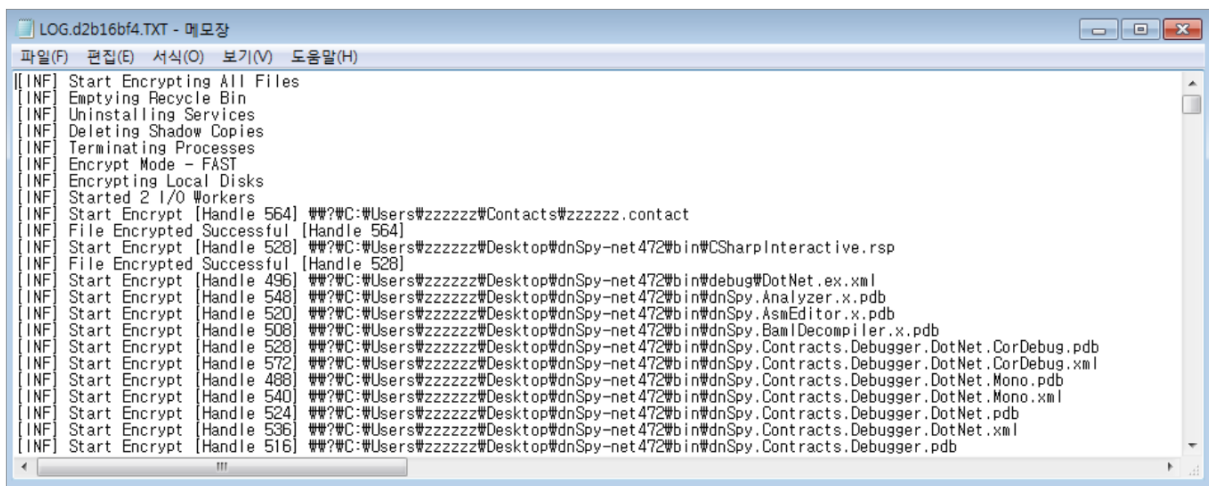 LOG.d2b16bf4.TXT - 메모장
파일(F) 편집(E) 서식(O) 보기(V) 도움말(H)
[INF] Start Encrypting All Files
[INF] Emptying Recycle Bin
[INF] Uninstalling Services
[INF] Deleting Shadow Copies
[INF] Terminating Processes
[INF] Encrypt Mode - FAST
[INF] Encrypting Local Disks
[INF] Started 2 I/O Workers
[INF] Start Encrypt [Handle 564] ₩₩?₩C:₩Users₩zzzzzz₩Contacts₩zzzzzz.contact
[INF] File Encrypted Successful [Handle 564]
[INF] Start Encrypt [Handle 528] ₩₩?₩C:₩Users₩zzzzzz₩Desktop₩dnSpy-net472₩bin₩CSharpInteractive.rsp
[INF] File Encrypted Successful [Handle 528]
[INF] Start Encrypt [Handle 496] ₩₩?₩C:₩Users₩zzzzzz₩Desktop₩dnSpy-net472₩bin₩debug₩DotNet.ex.xml
[INF] Start Encrypt [Handle 548] ₩₩?₩C:₩Users₩zzzzzz₩Desktop₩dnSpy-net472₩bin₩dnSpy.Analyzer.x.pdb
[INF] Start Encrypt [Handle 520] ₩₩?₩C:₩Users₩zzzzzz₩Desktop₩dnSpy-net472₩bin₩dnSpy.AsmEditor.x.pdb
[INF] Start Encrypt [Handle 508] ₩₩?₩C:₩Users₩zzzzzz₩Desktop₩dnSpy-net472₩bin₩dnSpy.BamlDecompiler.x.pdb
[INF] Start Encrypt [Handle 528] ₩₩?₩C:₩Users₩zzzzzz₩Desktop₩dnSpy-net472₩bin₩dnSpy.Contracts.Debugger.DotNet.CorDebug.pdb
[INF] Start Encrypt [Handle 572] ₩₩?₩C:₩Users₩zzzzzz₩Desktop₩dnSpy-net472₩bin₩dnSpy.Contracts.Debugger.DotNet.CorDebug.xml
[INF] Start Encrypt [Handle 488] ₩₩?₩C:₩Users₩zzzzzz₩Desktop₩dnSpy-net472₩bin₩dnSpy.Contracts.Debugger.DotNet.Mono.pdb
[INF] Start Encrypt [Handle 540] ₩₩?₩C:₩Users₩zzzzzz₩Desktop₩dnSpy-net472₩bin₩dnSpy.Contracts.Debugger.DotNet.Mono.xml
[INF] Start Encrypt [Handle 524] ₩₩?₩C:₩Users₩zzzzzz₩Desktop₩dnSpy-net472₩bin₩dnSpy.Contracts.Debugger.DotNet.pdb
[INF] Start Encrypt [Handle 536] ₩₩?₩C:₩Users₩zzzzzz₩Desktop₩dnSpy-net472₩bin₩dnSpy.Contracts.Debugger.DotNet.xml
[INF] Start Encrypt [Handle 516] ₩₩?₩C:₩Users₩zzzzzz₩Desktop₩dnSpy-net472₩bin₩dnSpy.Contracts.Debugger.pdb